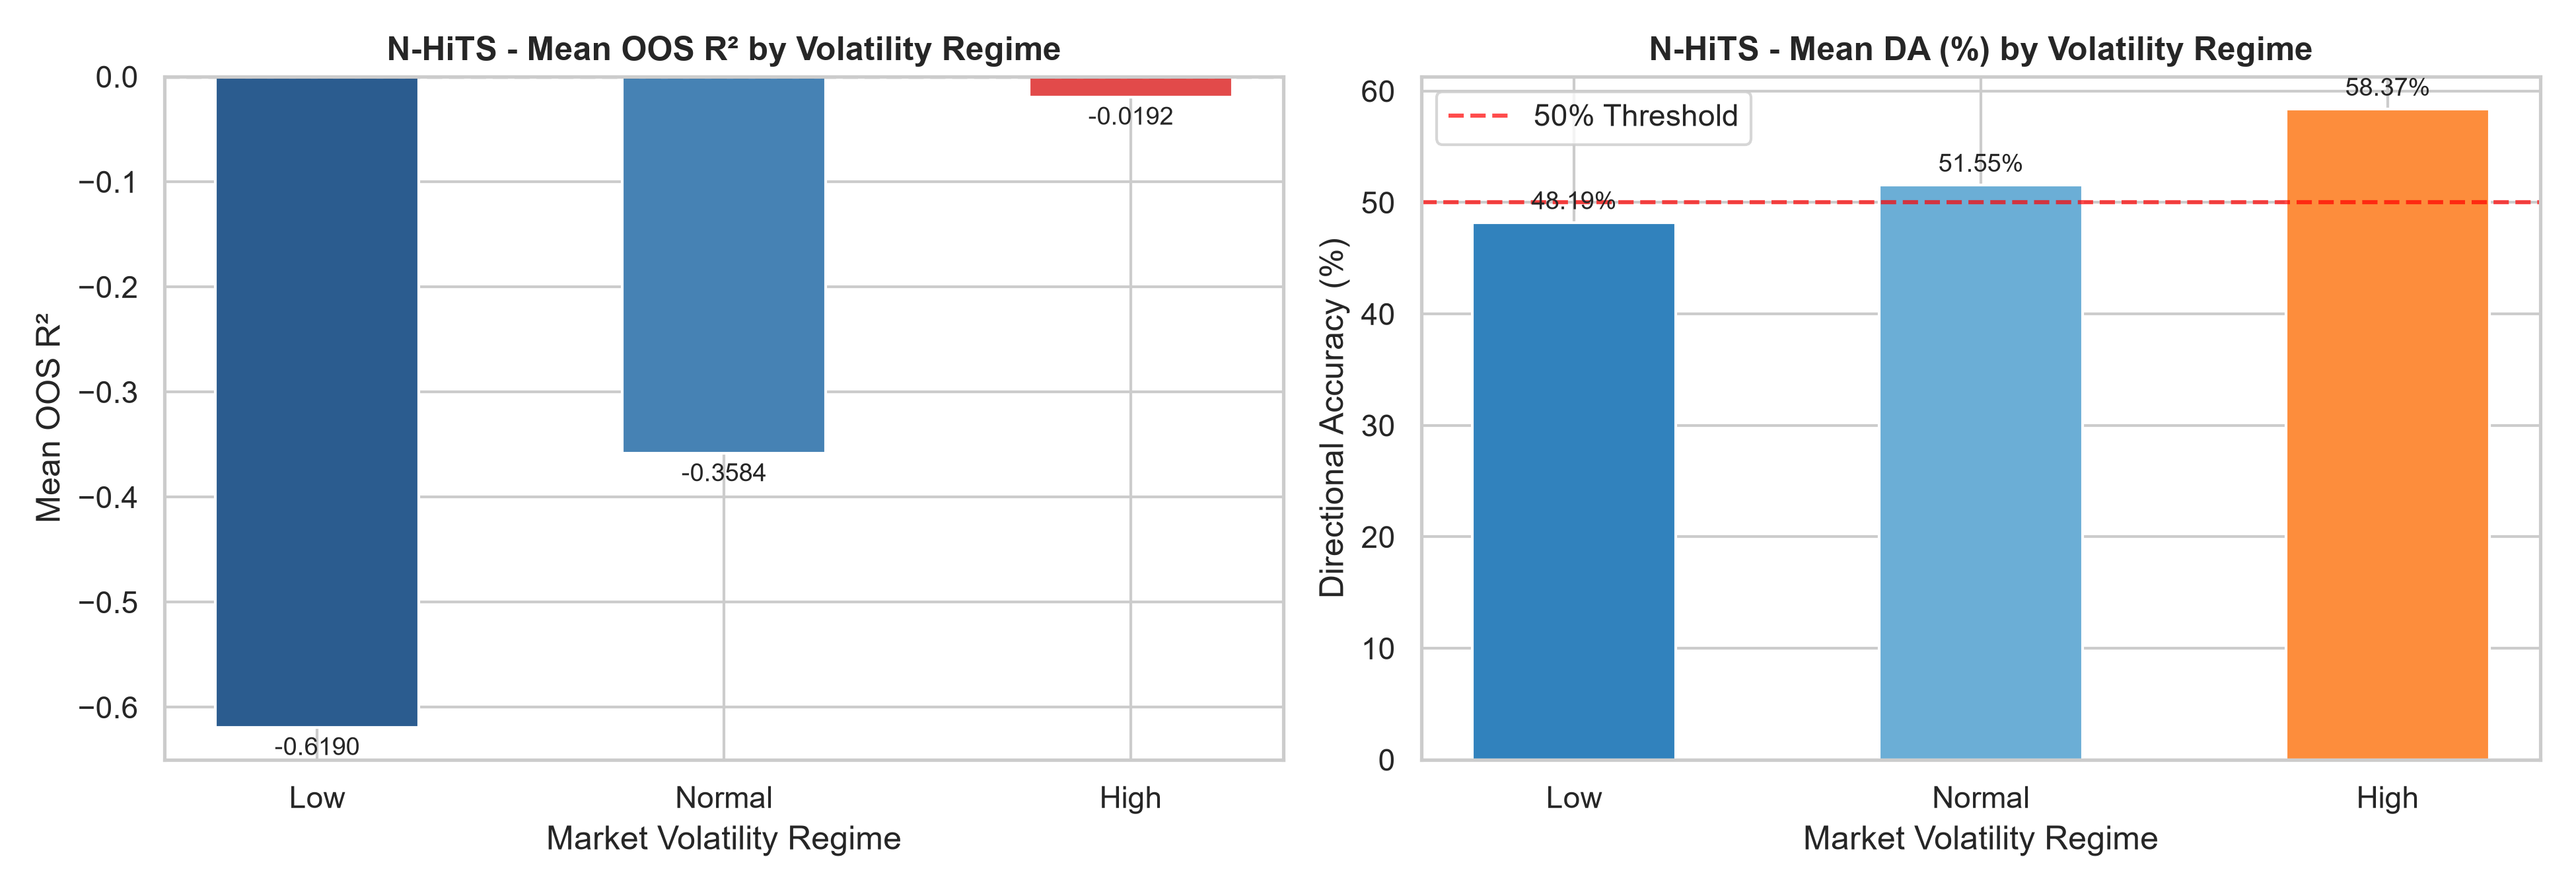 N-HiTS - Mean OOS R² by Volatility Regime
Mean OOS R²
0.0
−0.1
−0.2
−0.3
−0.4
−0.5
−0.6
-0.6190
-0.3584
-0.0192
Low
Normal
High
Market Volatility Regime
N-HiTS - Mean DA (%) by Volatility Regime
Directional Accuracy (%)
60
50
40
30
20
10
0
50% Threshold
48.19%
51.55%
58.37%
Low
Normal
High
Market Volatility Regime